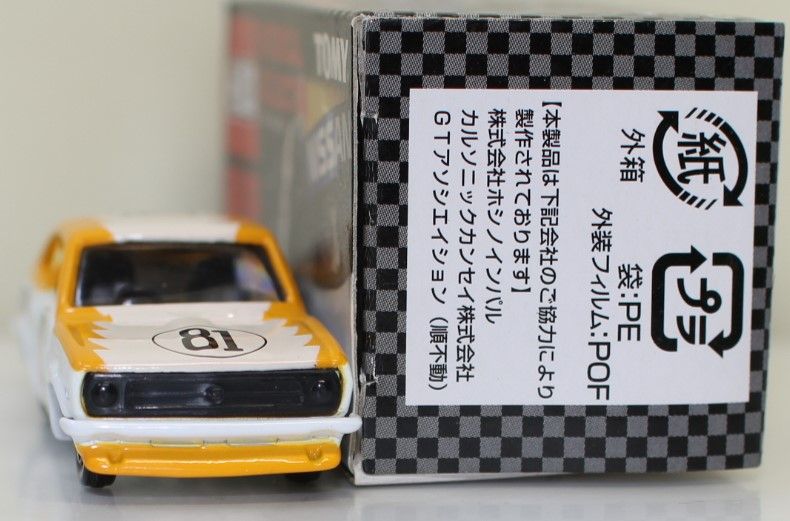 TOMY
NISSAN
81
【本製品は下記会社のご協力により
製作されております】
株式会社ホシノインパル
カルソニックカンセイ株式会社
GTアソシエイション（順不動）
紙
外箱
プラ
袋:PE
外装フィルム:POF